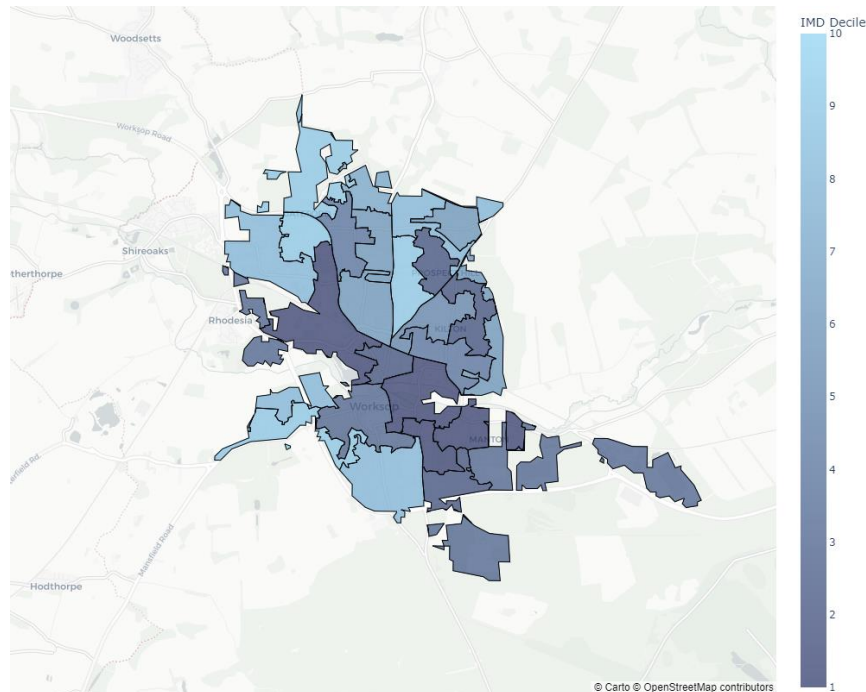 IMD Decile
10
9
8
7
6
5
4
3
2
1
Woodsetts
Worksop Road
Shireoaks
Rhodesia
KILTON
Worksop
MANTON
Mansfield Road
Hodthorpe
© Carto © OpenStreetMap contributors